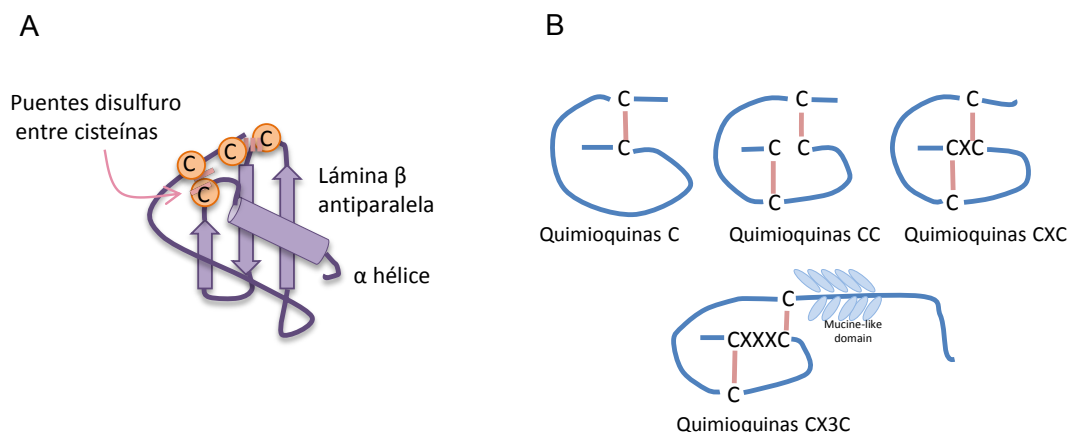 A
Puentes disulfuro
entre cisteínas
C
C
C
C
Lámina β
antiparalela
α hélice
B
C
C
Quimioquinas C
C
C C
C
Quimioquinas CC
C
CXC
C
Quimioquinas CXC
C
CXXXC
C
Mucine-like
domain
Quimioquinas CX3C